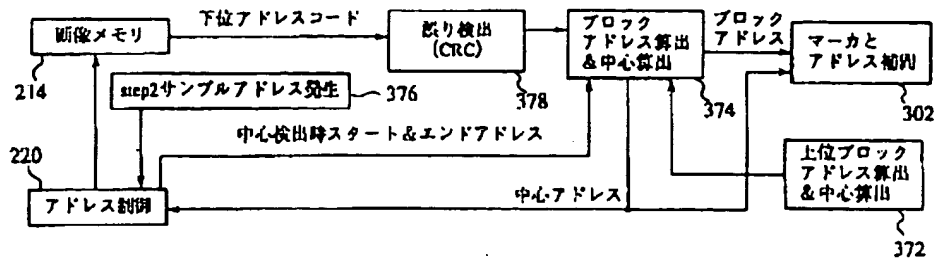 画像メモリ
214
下位アドレスコード
誤り検出
(CRC)
378
ブロック
アドレス算出
&中心算出
374
ブロック
アドレス
マーカと
アドレス補間
302
step2サンプルアドレス発生
376
中心検出時スタート&エンドアドレス
220
アドレス制御
中心アドレス
上位ブロック
アドレス算出
&中心算出
372